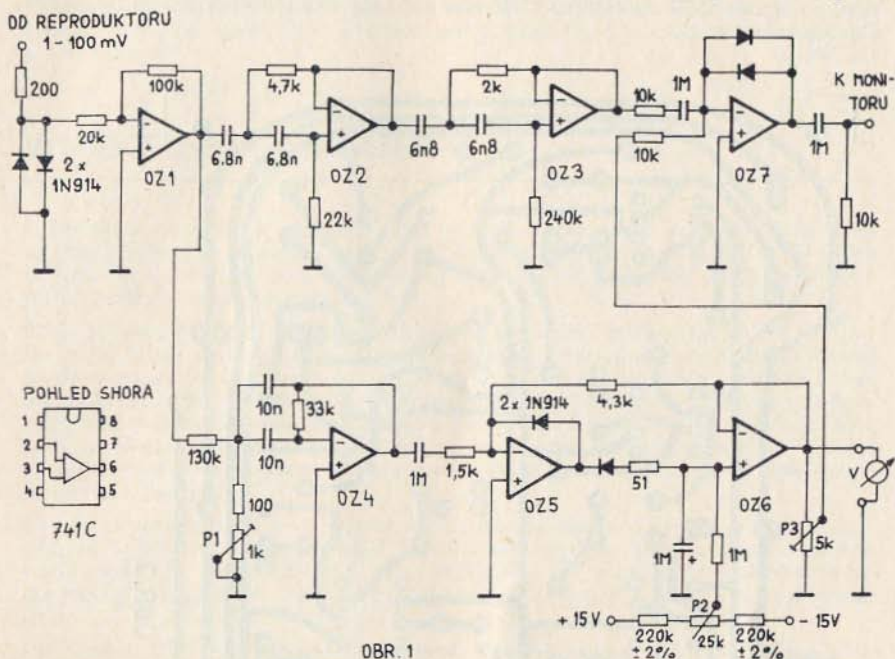 OD REPRODUKTORU
1 – 100 mV
200
20k
2 x
1N914
100k
OZ1
6.8n
6.8n
4,7k
OZ2
22k
6n8
6n8
2k
OZ3
240k
10k
1M
10k
OZ7
1M
K MONI-
TORU
10k
POHLED SHORA
1
2
3
4
8
7
6
5
741C
130k
10n
10n
33k
100
P1
1k
OZ4
1M
1,5k
2 x 1N914
OZ5
51
4,3k
1M
+
1M
OZ6
P3
5k
V
+ 15V
220k
± 2%
P2
25k
220k
± 2%
- 15V
OBR. 1